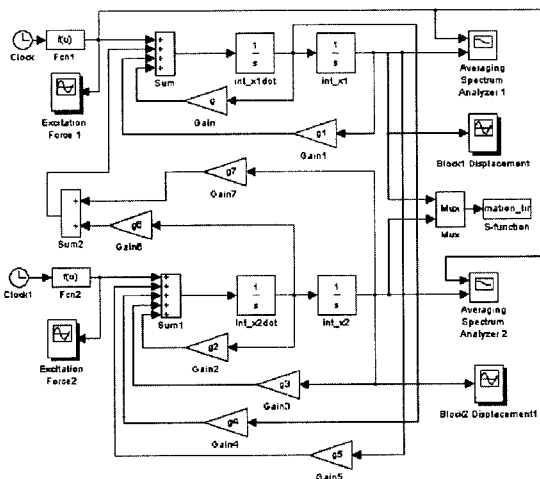 f(u)
Clock
Fcn1
Excitation
Force 1
+
+
+
+
Sum
1
s
int_x1dot
1
s
int_x1
Averaging
Spectrum
Analyzer 1
g
Gain
g1
Gain1
Block1 Displacement
g7
Gain7
+
+
Sum2
g6
Gain6
Mux
Mux
mation_lin
S-function
f(u)
Clock1
Fcn2
Excitation
Force2
+
+
+
+
+
Sum1
1
s
int_x2dot
1
s
int_x2
Averaging
Spectrum
Analyzer 2
g2
Gain2
g3
Gain3
Block2 Displacement1
g4
Gain4
g5
Gain5